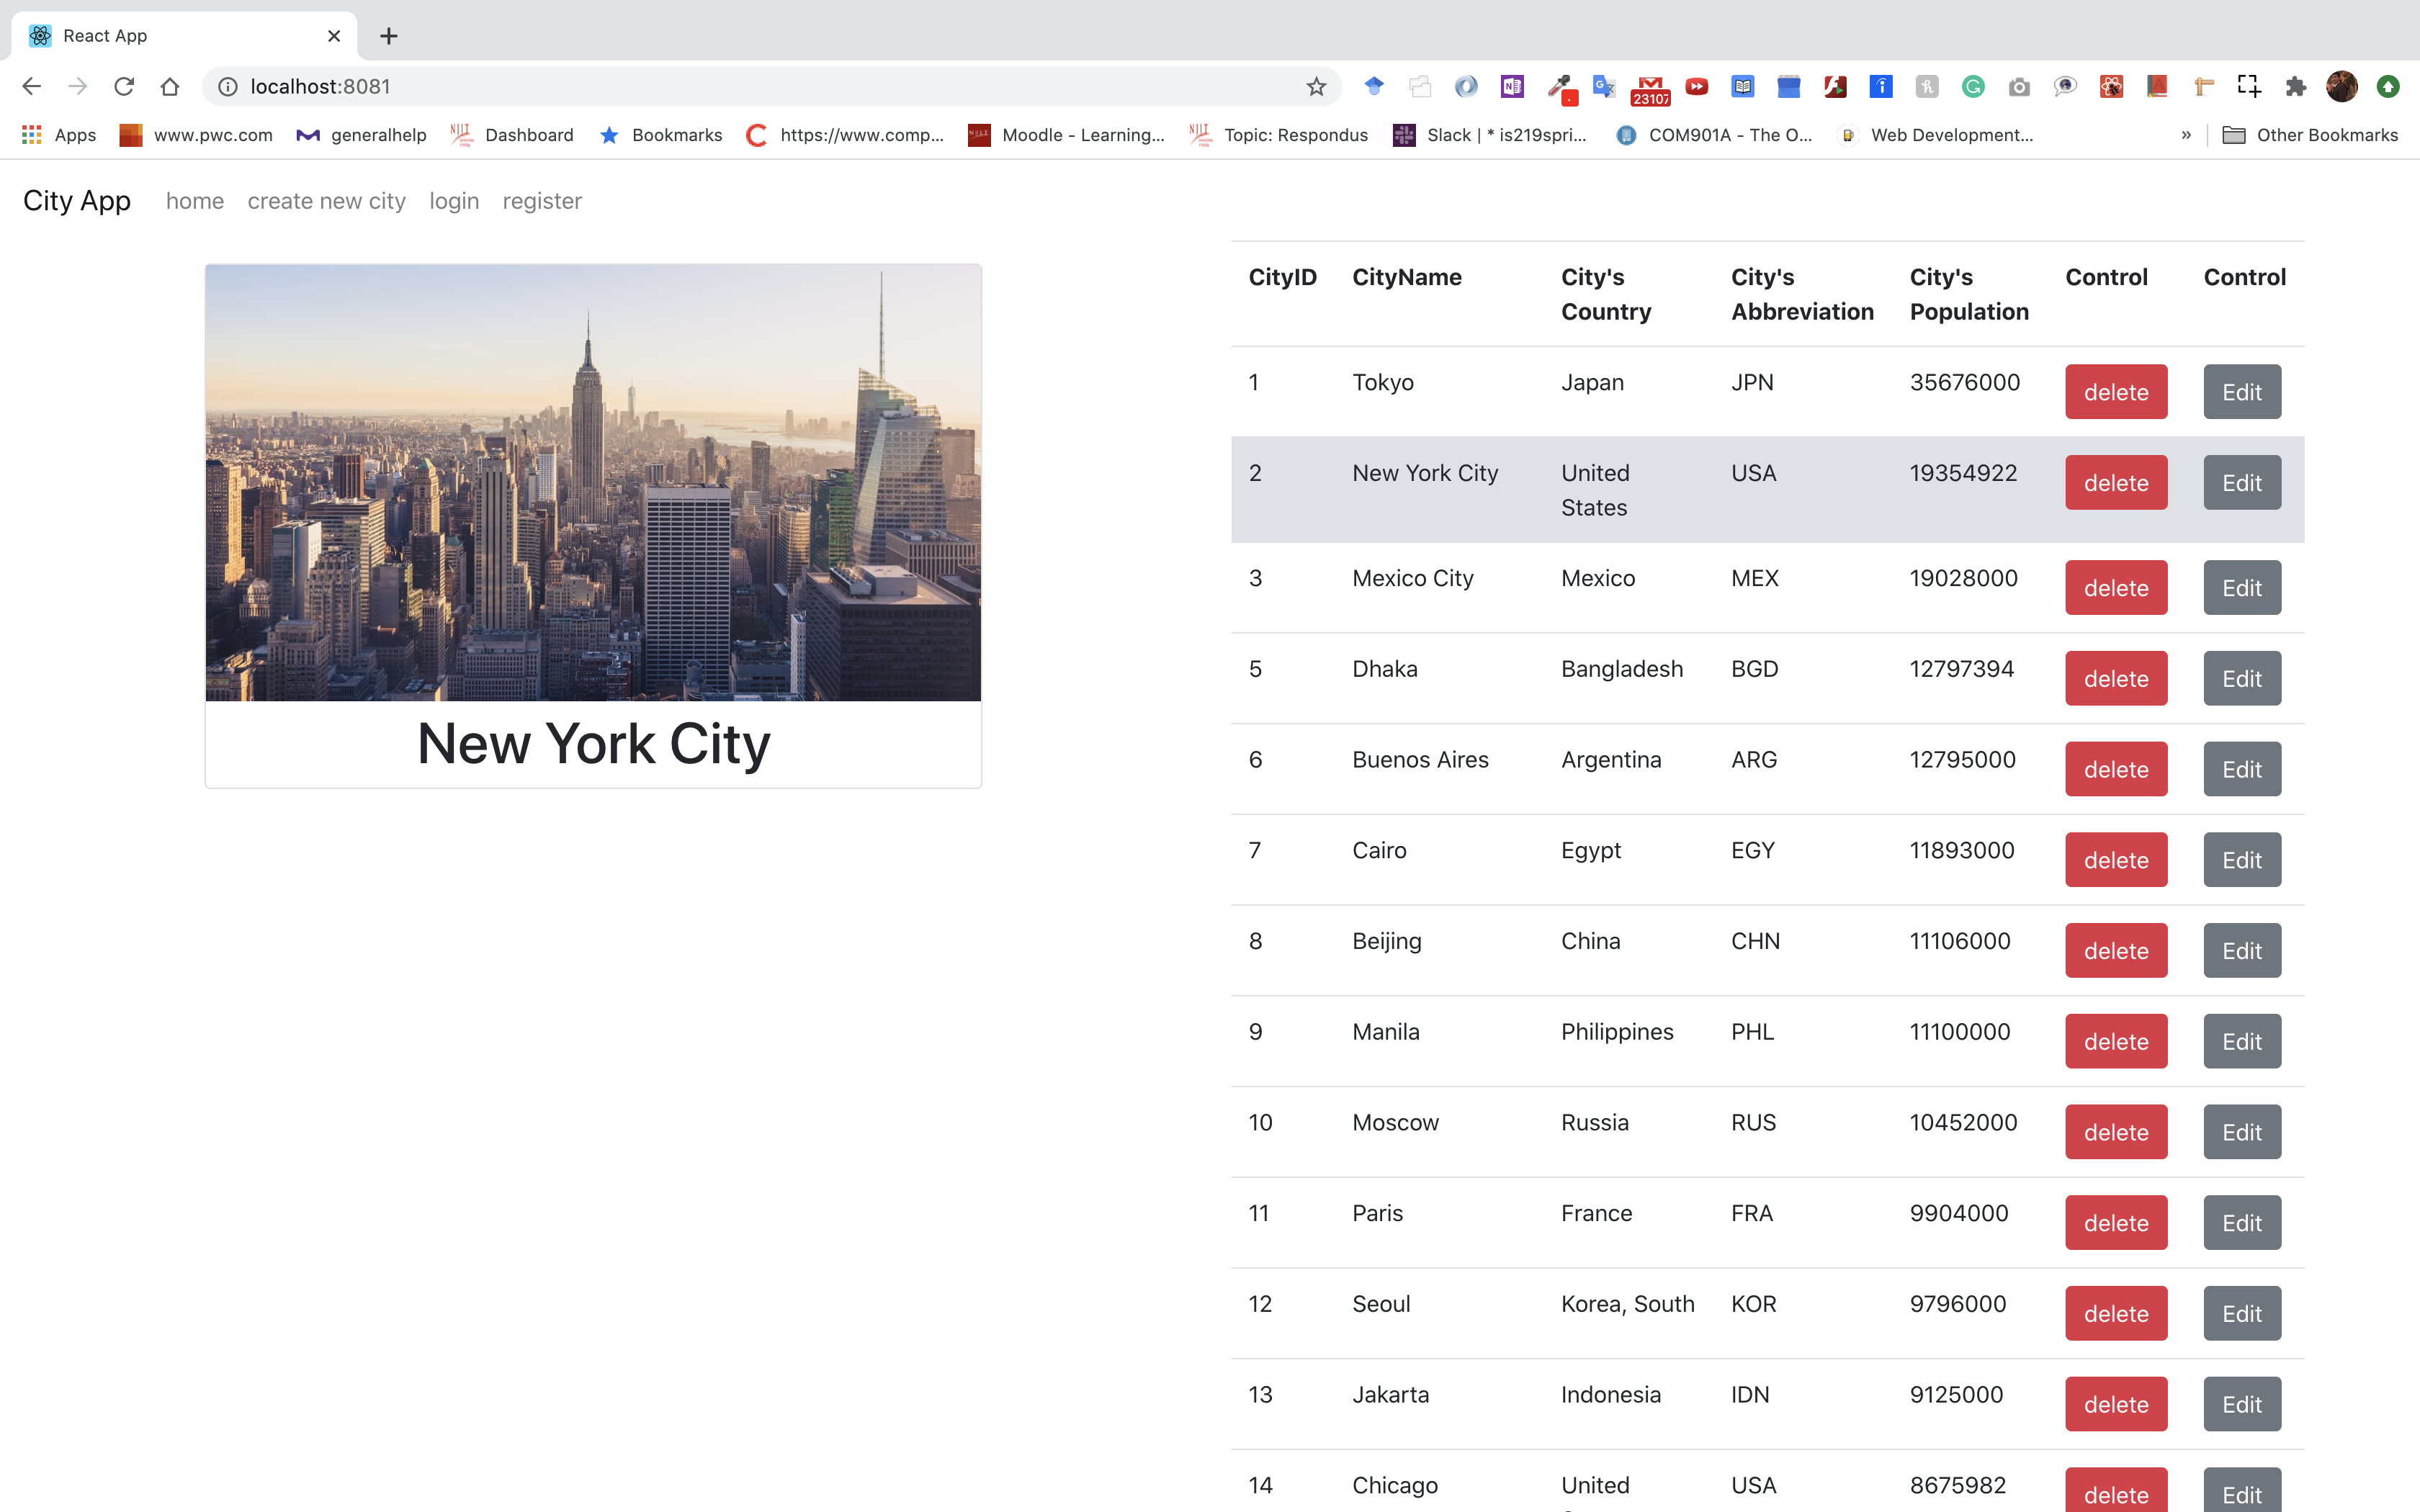 React App
localhost:8081
23107
Apps www.pwc.com generalhelp Dashboard Bookmarks https://www.comp... Moodle - Learning... Topic: Respondus Slack | * is219spri... COM901A - The O... Web Development... » Other Bookmarks
City App home create new city login register
New York City
CityID CityName City's Country City's Abbreviation City's Population Control Control
1 Tokyo Japan JPN 35676000 delete Edit
2 New York City United States USA 19354922 delete Edit
3 Mexico City Mexico MEX 19028000 delete Edit
5 Dhaka Bangladesh BGD 12797394 delete Edit
6 Buenos Aires Argentina ARG 12795000 delete Edit
7 Cairo Egypt EGY 11893000 delete Edit
8 Beijing China CHN 11106000 delete Edit
9 Manila Philippines PHL 11100000 delete Edit
10 Moscow Russia RUS 10452000 delete Edit
11 Paris France FRA 9904000 delete Edit
12 Seoul Korea, South KOR 9796000 delete Edit
13 Jakarta Indonesia IDN 9125000 delete Edit
14 Chicago United USA 8675982 delete Edit